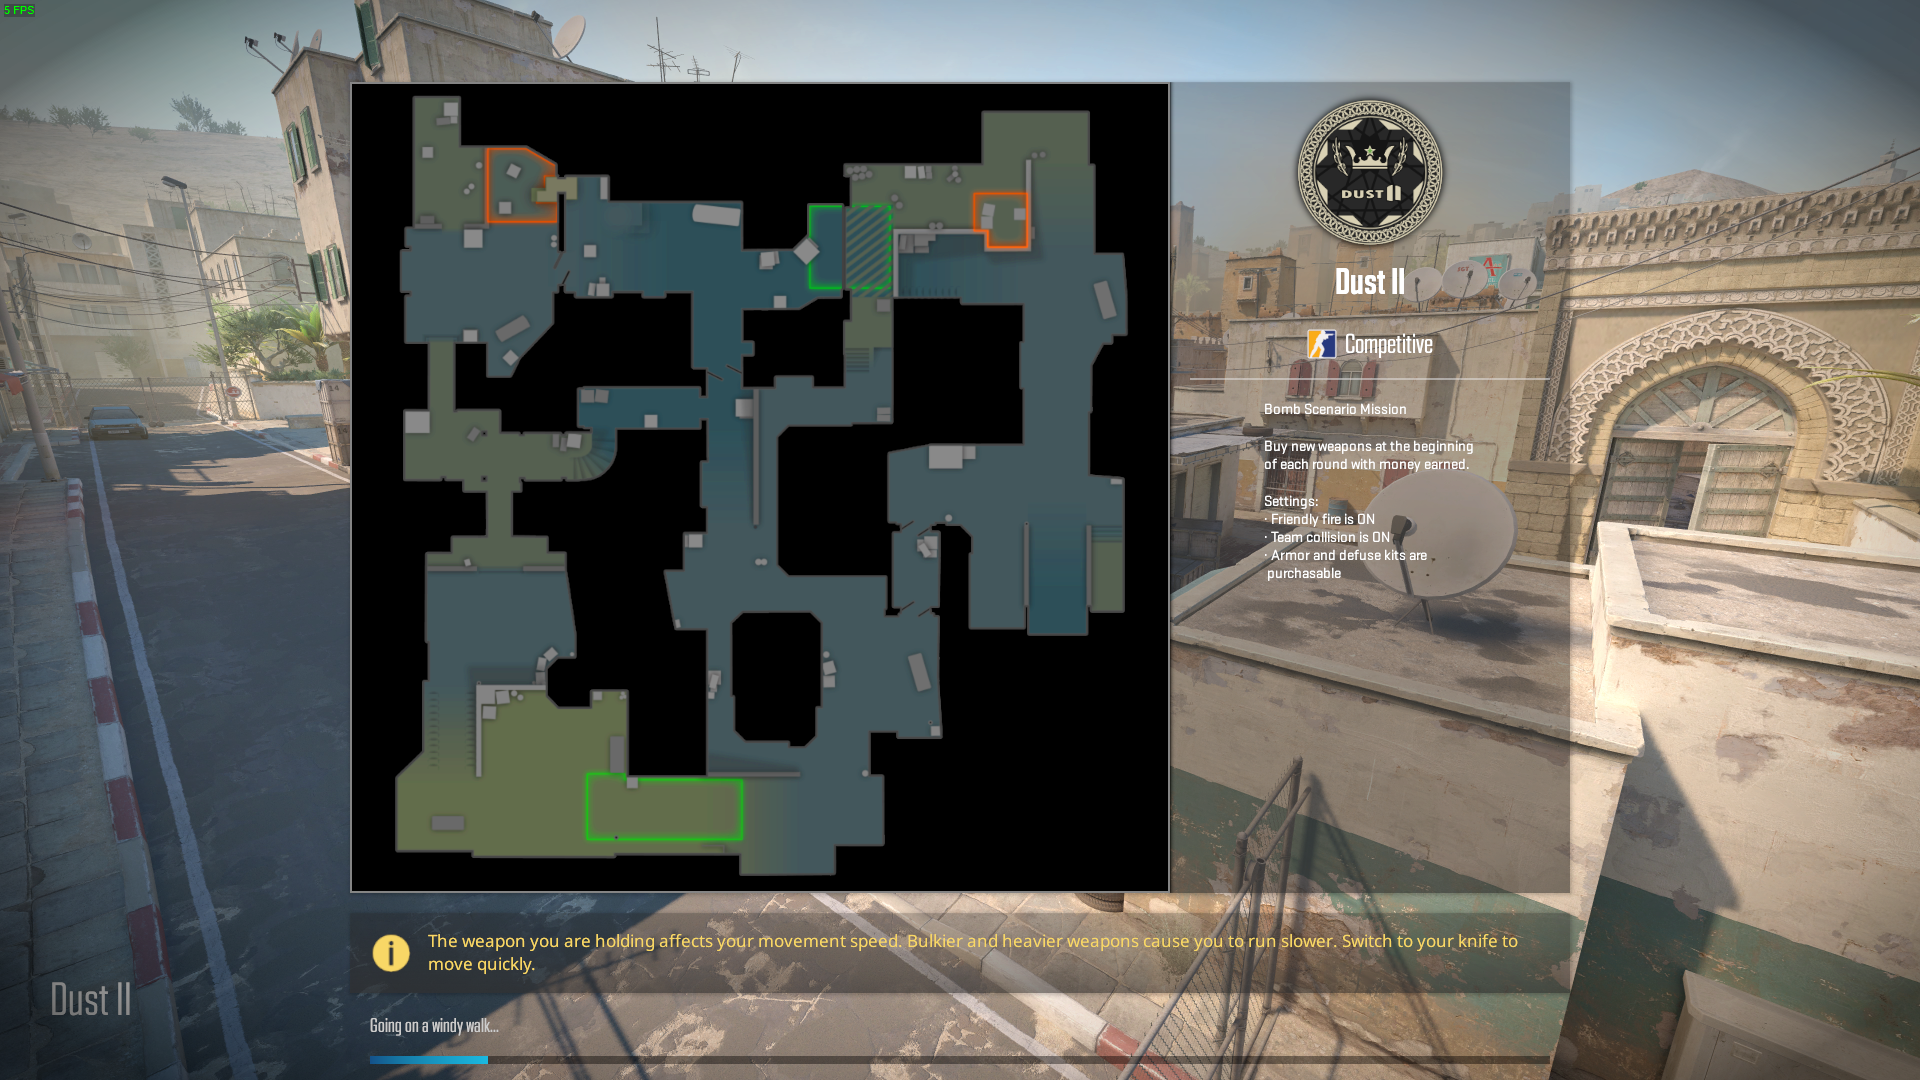 5 FPS
DUST II
Dust II
Competitive
Bomb Scenario Mission
Buy new weapons at the beginning
of each round with money earned.
Settings:
· Friendly fire is ON
· Team collision is ON
· Armor and defuse kits are
purchasable
The weapon you are holding affects your movement speed. Bulkier and heavier weapons cause you to run slower. Switch to your knife to
move quickly.
Dust II
Going on a windy walk...